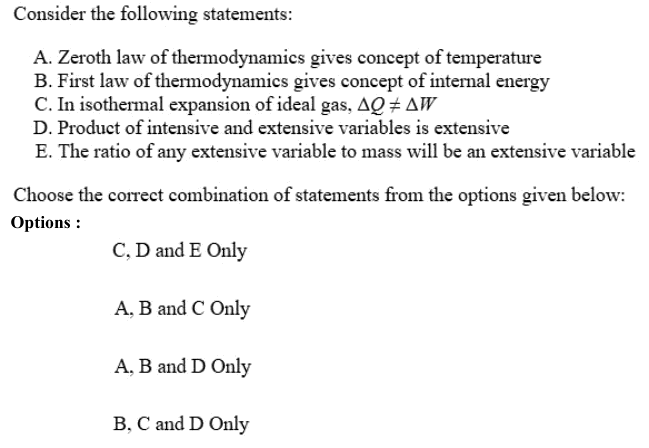 Consider the following statements:
A. Zeroth law of thermodynamics gives concept of temperature
B. First law of thermodynamics gives concept of internal energy
C. In isothermal expansion of ideal gas, ΔQ ≠ ΔW
D. Product of intensive and extensive variables is extensive
E. The ratio of any extensive variable to mass will be an extensive variable
Choose the correct combination of statements from the options given below:
Options :
C, D and E Only
A, B and C Only
A, B and D Only
B, C and D Only